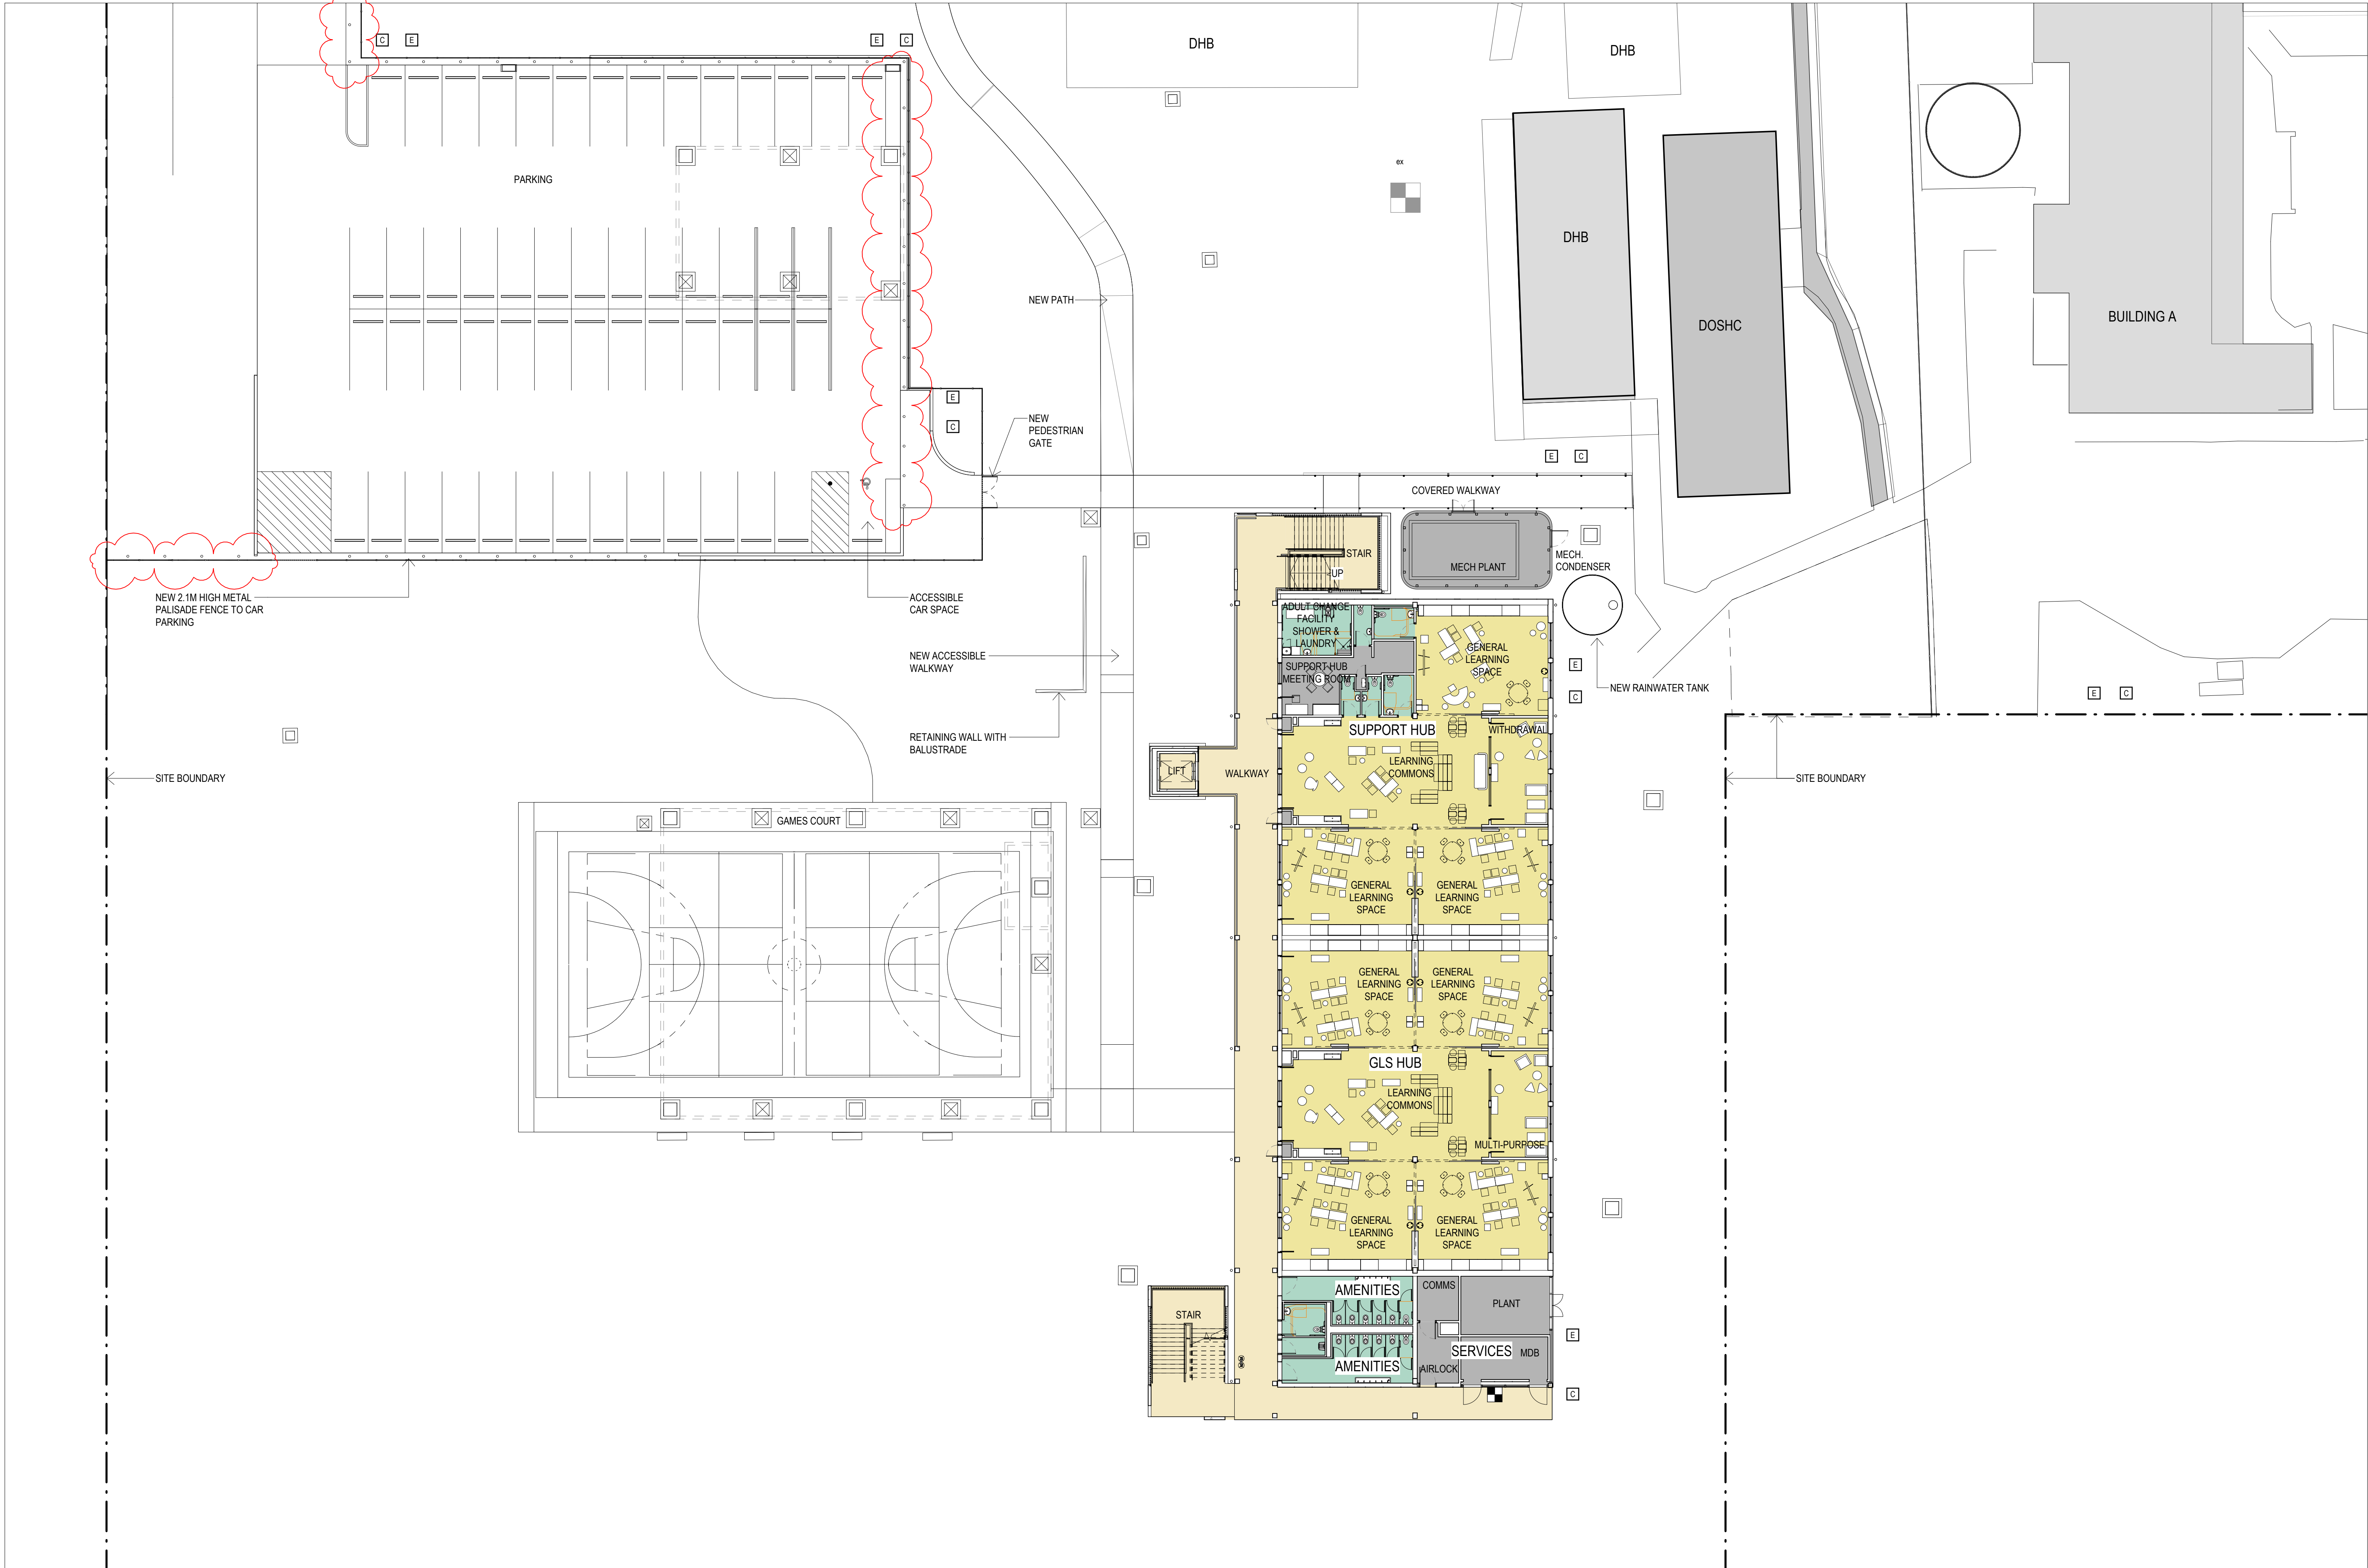 C
E
E
C
DHB
DHB
ex
PARKING
DHB
DOSHC
BUILDING A
NEW PATH
E
C
NEW
PEDESTRIAN
GATE
E
C
COVERED WALKWAY
STAIR
UP
MECH PLANT
MECH.
CONDENSER
NEW 2.1M HIGH METAL
PALISADE FENCE TO CAR
PARKING
ACCESSIBLE
CAR SPACE
NEW ACCESSIBLE
WALKWAY
ADULT CHANGE
FACILITY
SHOWER &
LAUNDRY
SUPPORT HUB
MEETING ROOM
GENERAL
LEARNING
SPACE
E
C
NEW RAINWATER TANK
E
C
RETAINING WALL WITH
BALUSTRADE
SUPPORT HUB
WITHDRAWAL
LEARNING
COMMONS
SITE BOUNDARY
LIFT
WALKWAY
SITE BOUNDARY
GAMES COURT
GENERAL
LEARNING
SPACE
GENERAL
LEARNING
SPACE
GENERAL
LEARNING
SPACE
GENERAL
LEARNING
SPACE
GLS HUB
LEARNING
COMMONS
MULTI-PURPOSE
GENERAL
LEARNING
SPACE
GENERAL
LEARNING
SPACE
STAIR
AMENITIES
COMMS
PLANT
E
SERVICES
MDB
AMENITIES
AIRLOCK
C